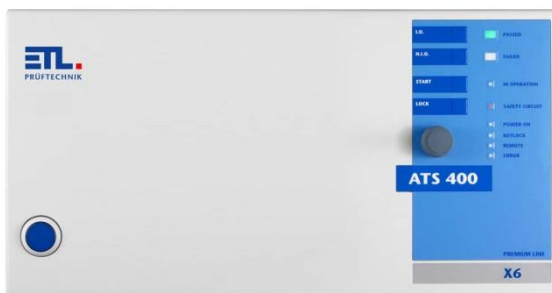 ETL.
PRÜFTECHNIK
I.O.
PASSED
N.I.O.
FAILED
START
IN OPERATION
LOCK
SAFETY CIRCUIT
POWER ON
KEYLOCK
REMOTE
ERROR
ATS 400
PREMIUM LINE
X6